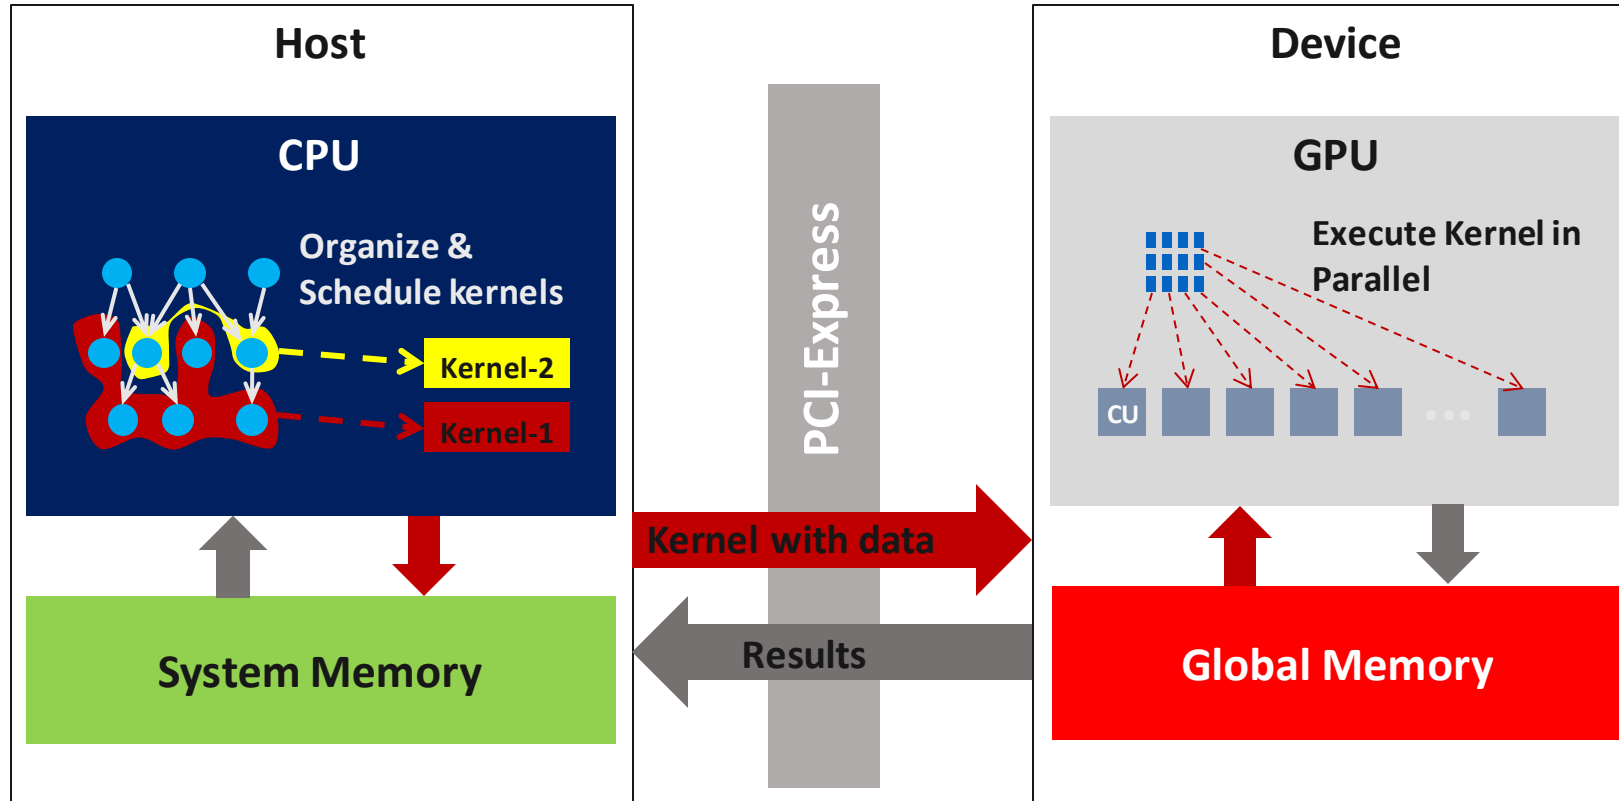 Host
CPU
Organize &
Schedule kernels
Kernel-2
Kernel-1
System Memory
PCI-Express
Kernel with data
Results
Device
GPU
Execute Kernel in
Parallel
CU
Global Memory